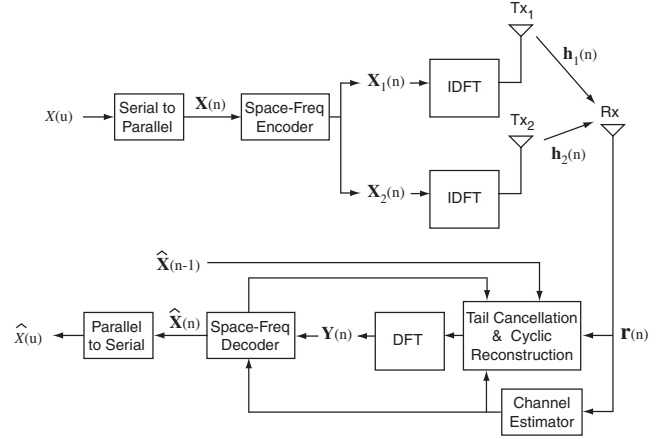 Tx1
h1(n)
X(u)
Serial to
Parallel
X(n)
Space-Freq
Encoder
X1(n)
IDFT
Rx
Tx2
h2(n)
X2(n)
IDFT
X̂(n-1)
X̂(u)
Parallel
to Serial
X̂(n)
Space-Freq
Decoder
Y(n)
DFT
Tail Cancellation
& Cyclic
Reconstruction
r(n)
Channel
Estimator